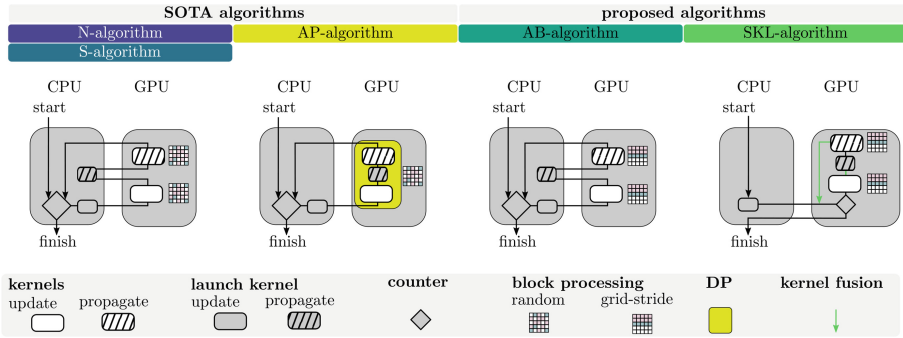 SOTA algorithms proposed algorithms
N-algorithm AP-algorithm AB-algorithm SKL-algorithm
S-algorithm
CPU GPU CPU GPU CPU GPU CPU GPU
start start start start
finish finish finish finish
kernels launch kernel counter block processing DP kernel fusion
update propagate update propagate random grid-stride